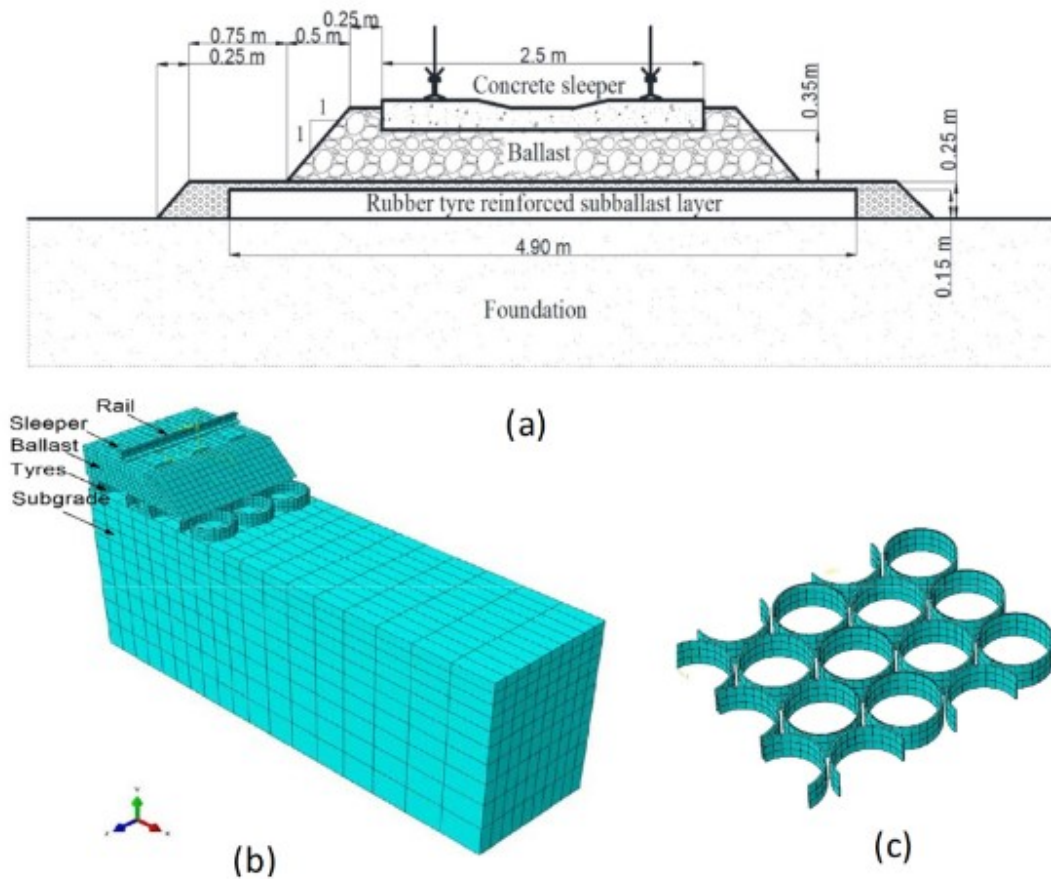 0.25 m
0.75 m
0.5 m
0.25 m
2.5 m
Concrete sleeper
0.35m
1
1
Ballast
0.25 m
Rubber tyre reinforced subballast layer
4.90 m
0.15 m
Foundation
(a)
Rail
Sleeper
Ballast
Tyres
Subgrade
(b)
(c)